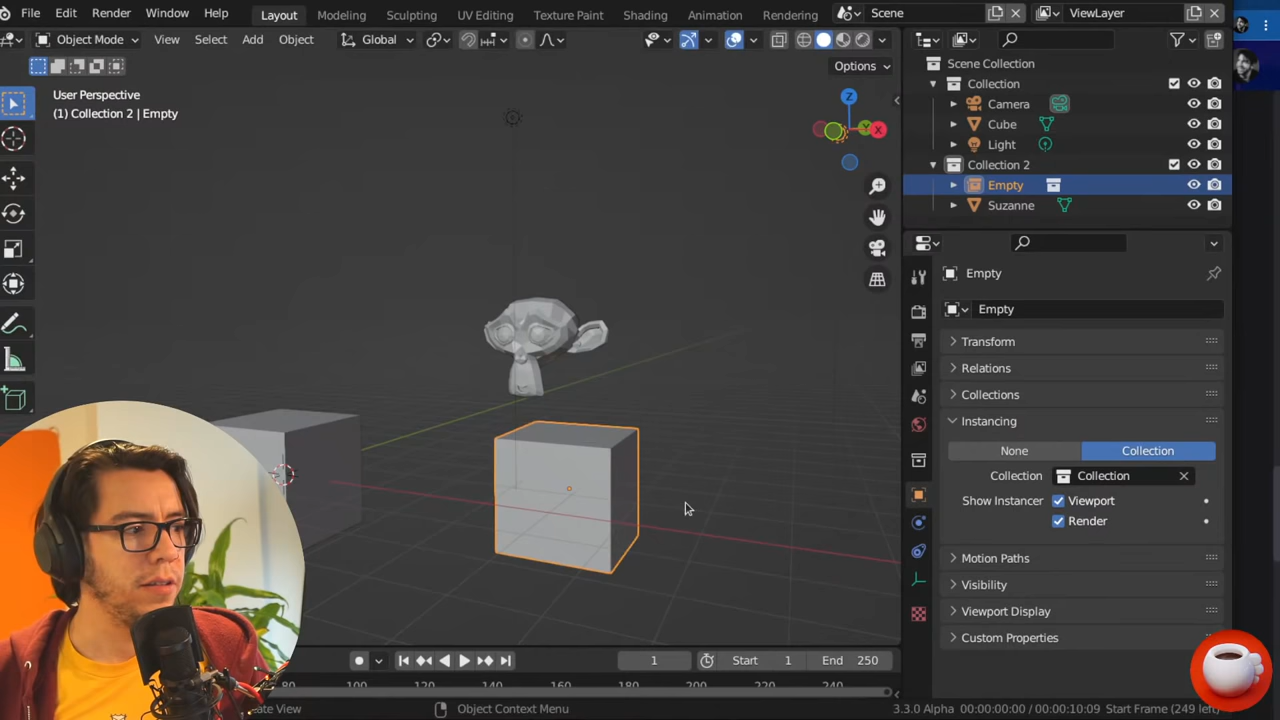 File Edit Render Window Help Layout Modeling Sculpting UV Editing Texture Paint Shading Animation Rendering Scene ViewLayer
Object Mode View Select Add Object Global
Options
User Perspective
(1) Collection 2 | Empty
Z
Y
X
Scene Collection
Collection
Camera
Cube
Light
Collection 2
Empty
Suzanne
Empty
Empty
Transform
Relations
Collections
Instancing
None Collection
Collection Collection
Show Instancer Viewport
Render
Motion Paths
Visibility
Viewport Display
Custom Properties
1 Start 1 End 250
80 100 120 140 160 180 200 220 240
Object Context Menu
3.3.0 Alpha 00:00:00:00 / 00:00:10:09 Start Frame (249 left)